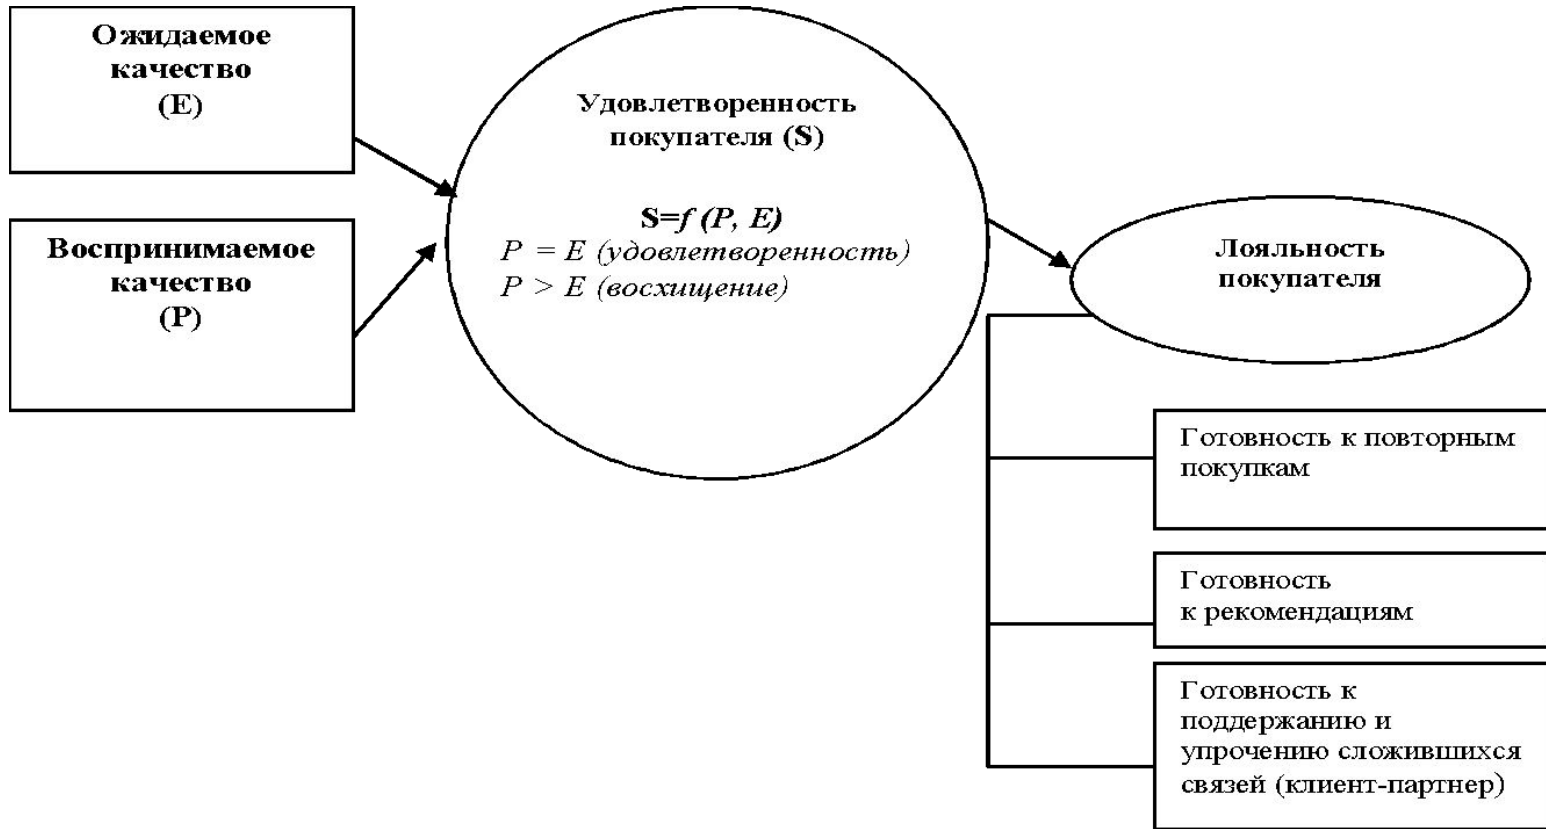 Ожидаемое
качество
(E)
Воспринимаемое
качество
(P)
Удовлетворенность
покупателя (S)
S=f (P, E)
P = E (удовлетворенность)
P > E (восхищение)
Лояльность
покупателя
Готовность к повторным
покупкам
Готовность
к рекомендациям
Готовность к
поддержанию и
упрочению сложившихся
связей (клиент-партнер)